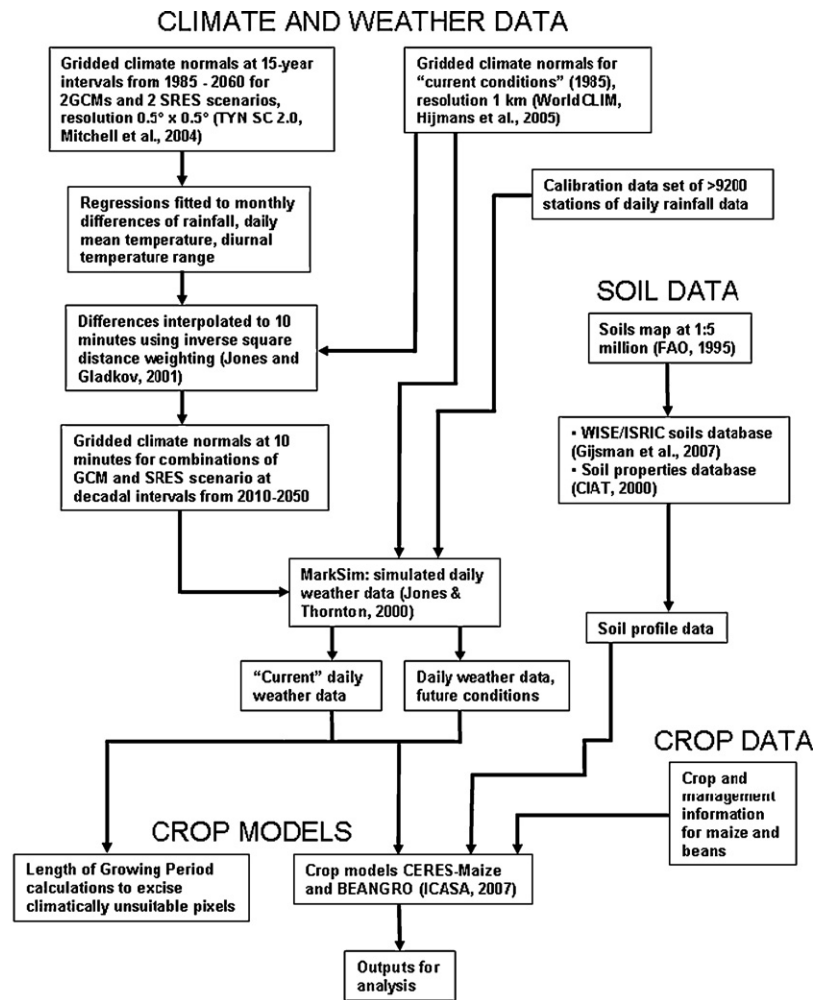 CLIMATE AND WEATHER DATA
Gridded climate normals at 15-year
intervals from 1985 - 2060 for
2GCMs and 2 SRES scenarios,
resolution 0.5° x 0.5° (TYN SC 2.0,
Mitchell et al., 2004)
Gridded climate normals for
“current conditions” (1985),
resolution 1 km (WorldCLIM,
Hijmans et al., 2005)
Calibration data set of >9200
stations of daily rainfall data
Regressions fitted to monthly
differences of rainfall, daily
mean temperature, diurnal
temperature range
SOIL DATA
Soils map at 1:5
million (FAO, 1995)
Differences interpolated to 10
minutes using inverse square
distance weighting (Jones and
Gladkov, 2001)
▪ WISE/ISRIC soils database
(Gijsman et al., 2007)
▪ Soil properties database
(CIAT, 2000)
Gridded climate normals at 10
minutes for combinations of
GCM and SRES scenario at
decadal intervals from 2010-2050
MarkSim: simulated daily
weather data (Jones &
Thornton, 2000)
Soil profile data
“Current” daily
weather data
Daily weather data,
future conditions
CROP DATA
Crop and
management
information
for maize and
beans
CROP MODELS
Length of Growing Period
calculations to excise
climatically unsuitable pixels
Crop models CERES-Maize
and BEANGRO (ICASA, 2007)
Outputs for
analysis